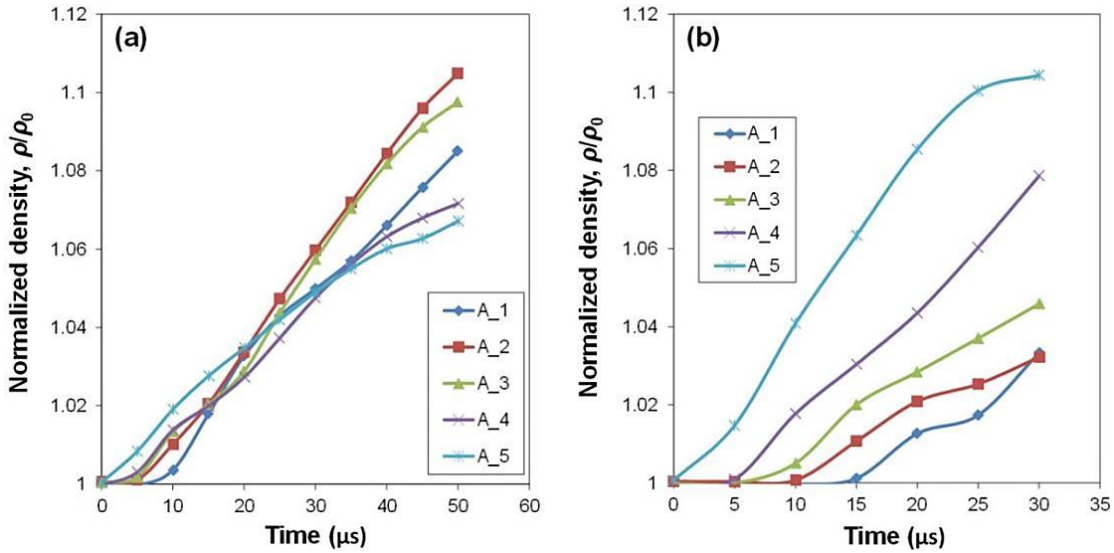 (a)
1.12
1.1
1.08
1.06
1.04
1.02
1
Normalized density, ρ/ρ0
0 10 20 30 40 50 60
Time (μs)
A_1
A_2
A_3
A_4
A_5
(b)
1.12
1.1
1.08
1.06
1.04
1.02
1
Normalized density, ρ/ρ0
0 5 10 15 20 25 30 35
Time (μs)
A_1
A_2
A_3
A_4
A_5